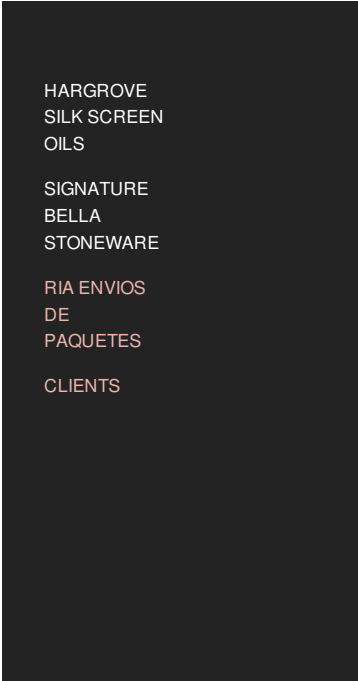 HARGROVE
SILK SCREEN
OILS
SIGNATURE
BELLA
STONEWARE
RIA ENVIOS
DE
PAQUETES
CLIENTS